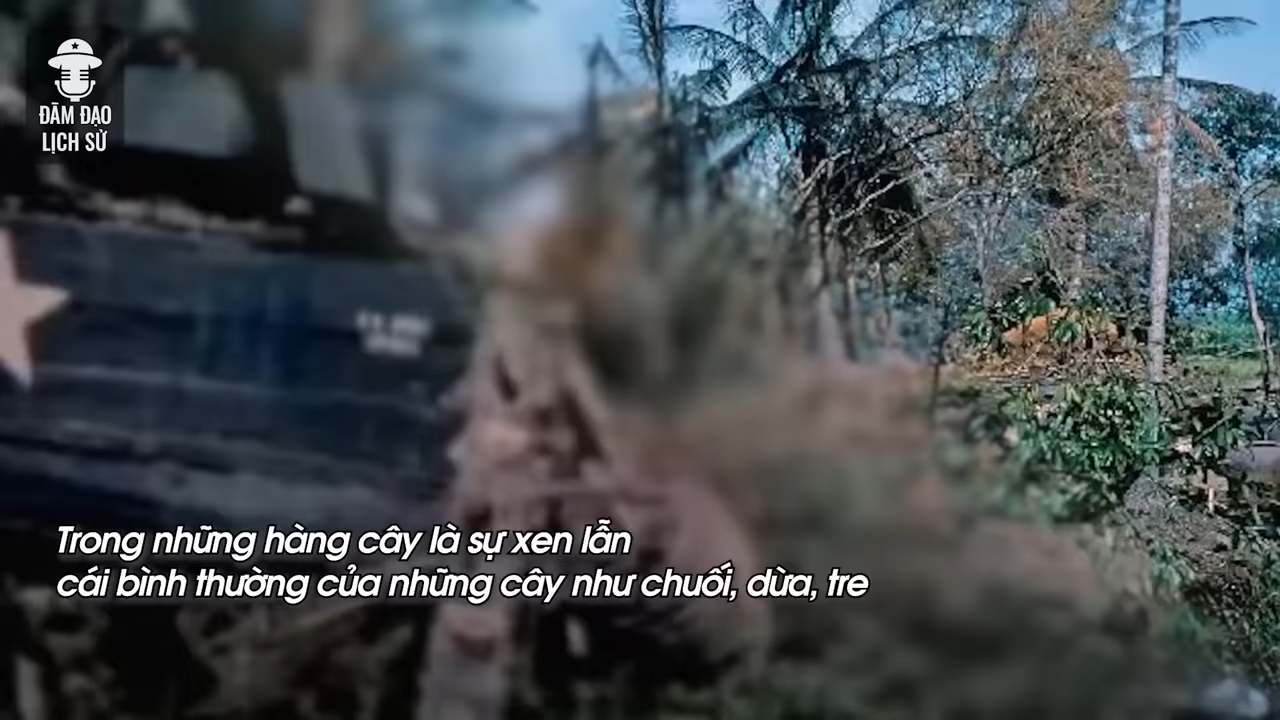 ĐÀM ĐẠO
LỊCH SỬ
Trong những hàng cây là sự xen lẫn
cái bình thường của những cây như chuối, dừa, tre